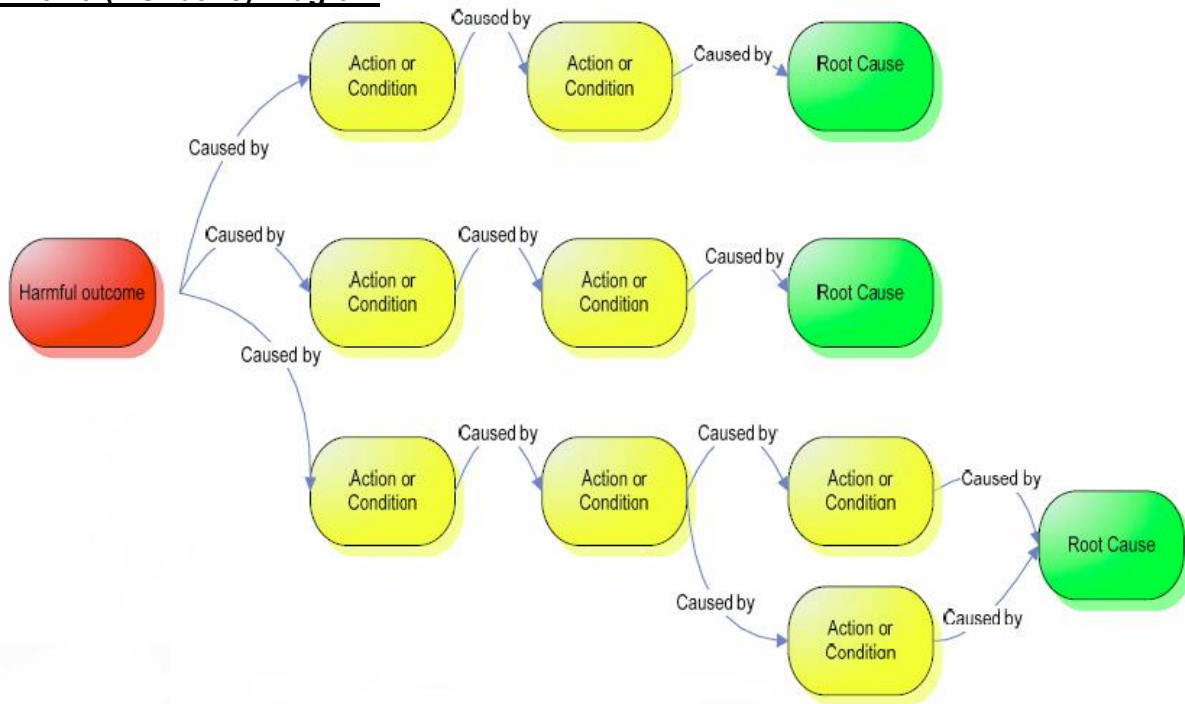 Caused by
Action or
Condition
Action or
Condition
Caused by
Root Cause
Caused by
Harmful outcome
Caused by
Action or
Condition
Caused by
Action or
Condition
Caused by
Root Cause
Caused by
Action or
Condition
Caused by
Action or
Condition
Caused by
Action or
Condition
Caused by
Root Cause
Caused by
Action or
Condition
Caused by